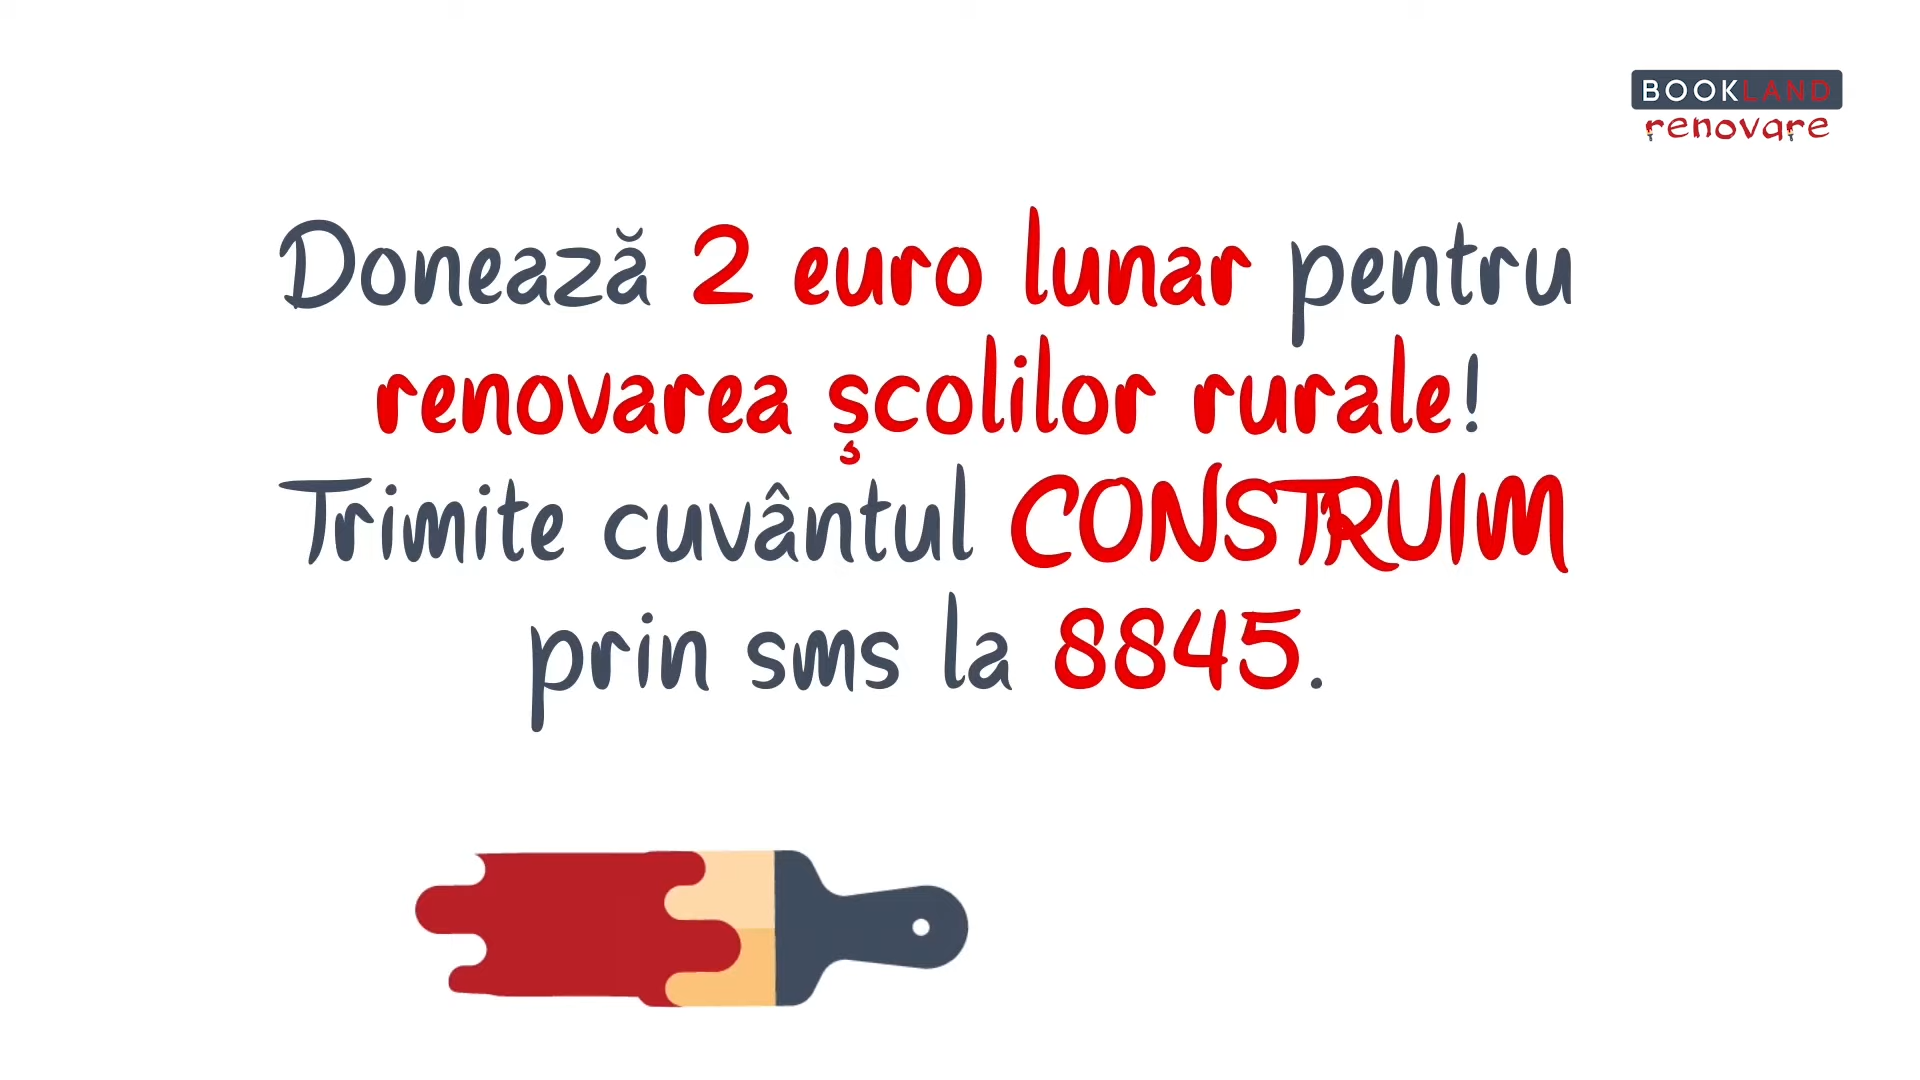 BOOKLAND
renovare
Donează 2 euro lunar pentru
renovarea școlilor rurale!
Trimite cuvântul CONSTRUIM
prin sms la 8845.